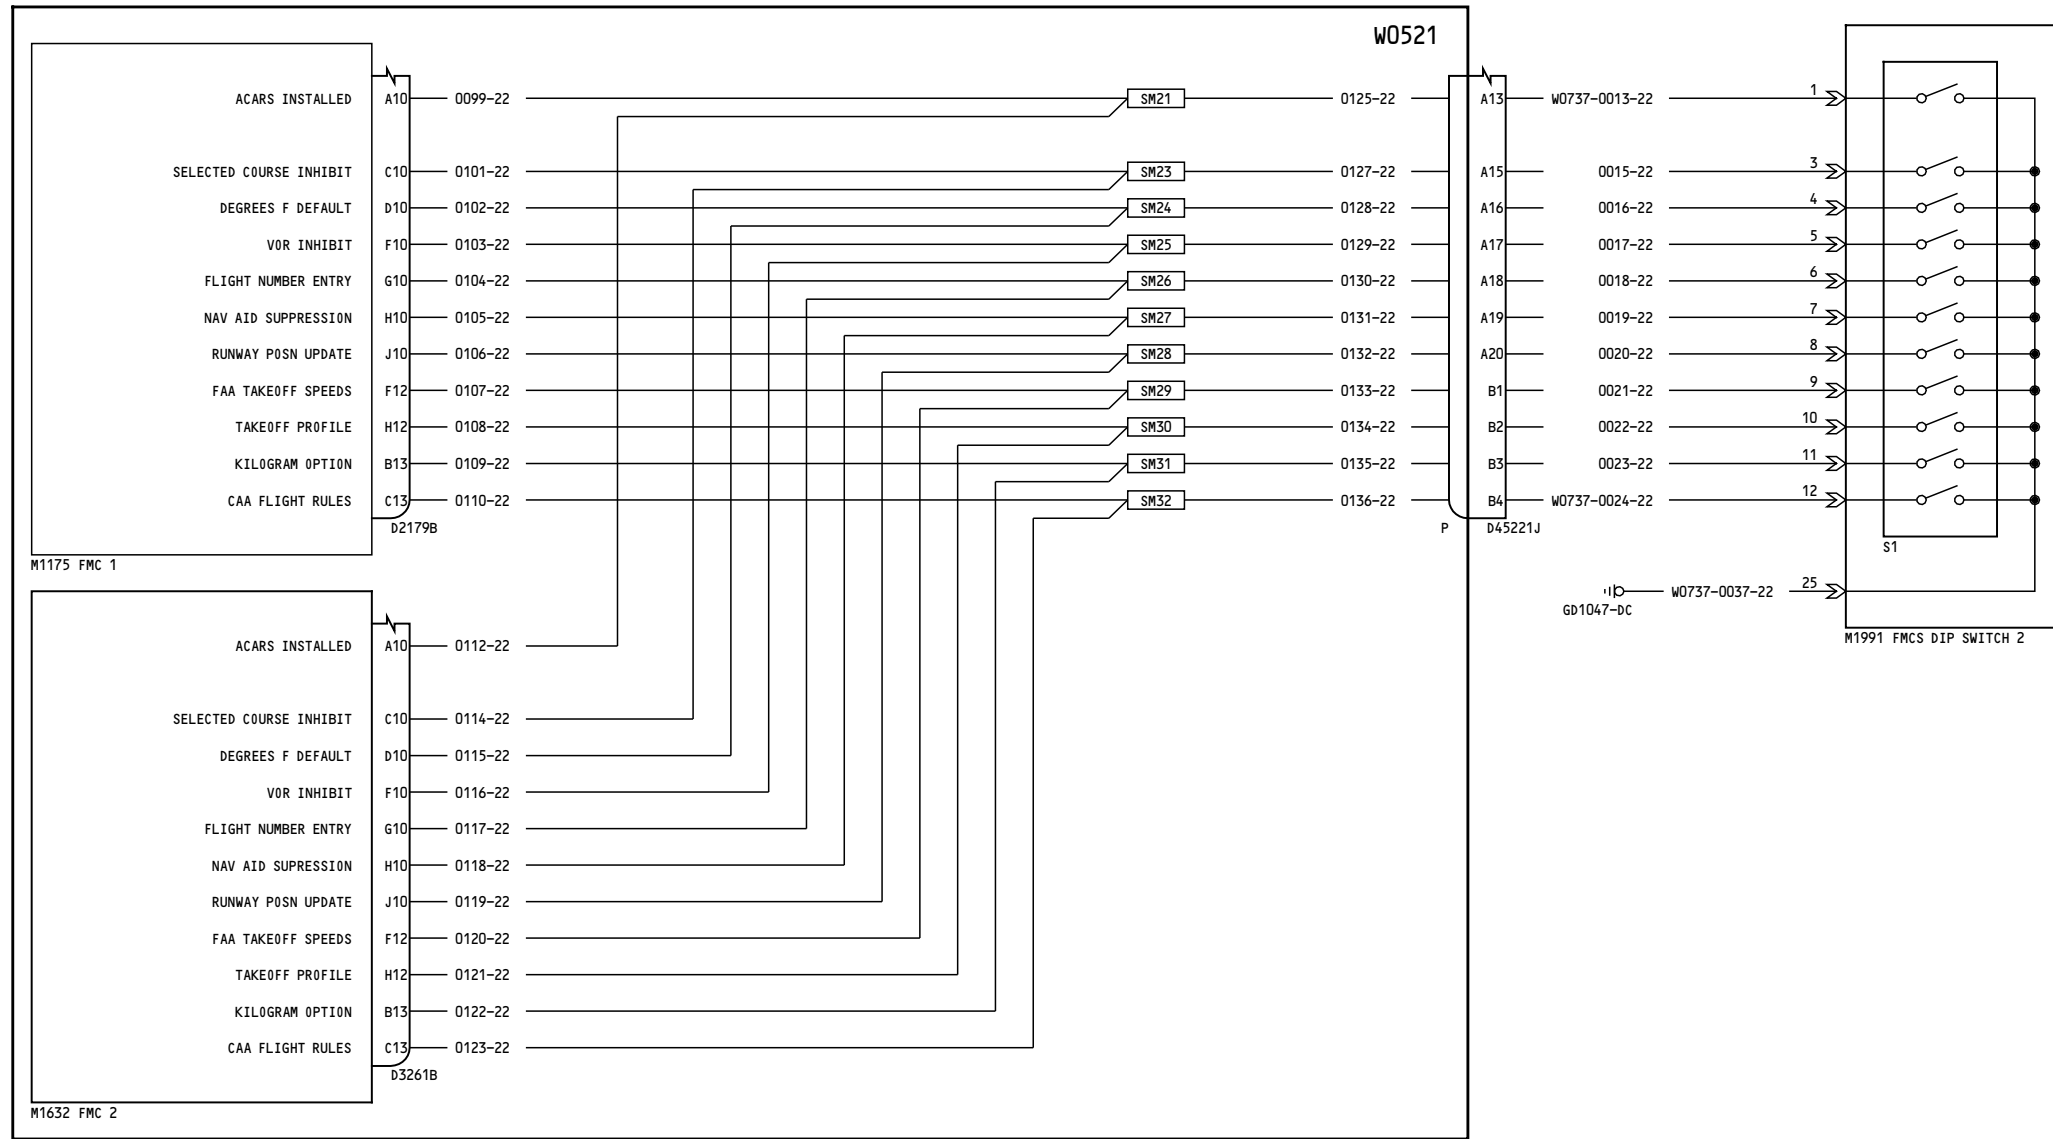 W0521
ACARS INSTALLED A10 0099-22 SM21 0125-22 A13 W0737-0013-22 1
SELECTED COURSE INHIBIT C10 0101-22 SM23 0127-22 A15 0015-22 3
DEGREES F DEFAULT D10 0102-22 SM24 0128-22 A16 0016-22 4
VOR INHIBIT F10 0103-22 SM25 0129-22 A17 0017-22 5
FLIGHT NUMBER ENTRY G10 0104-22 SM26 0130-22 A18 0018-22 6
NAV AID SUPPRESSION H10 0105-22 SM27 0131-22 A19 0019-22 7
RUNWAY POSN UPDATE J10 0106-22 SM28 0132-22 A20 0020-22 8
FAA TAKEOFF SPEEDS F12 0107-22 SM29 0133-22 B1 0021-22 9
TAKEOFF PROFILE H12 0108-22 SM30 0134-22 B2 0022-22 10
KILOGRAM OPTION B13 0109-22 SM31 0135-22 B3 0023-22 11
CAA FLIGHT RULES C13 0110-22 SM32 0136-22 B4 W0737-0024-22 12
D2179B P D45221J
S1
M1175 FMC 1
W0737-0037-22 25
GD1047-DC
M1991 FMCS DIP SWITCH 2
ACARS INSTALLED A10 0112-22
SELECTED COURSE INHIBIT C10 0114-22
DEGREES F DEFAULT D10 0115-22
VOR INHIBIT F10 0116-22
FLIGHT NUMBER ENTRY G10 0117-22
NAV AID SUPRESSION H10 0118-22
RUNWAY POSN UPDATE J10 0119-22
FAA TAKEOFF SPEEDS F12 0120-22
TAKEOFF PROFILE H12 0121-22
KILOGRAM OPTION B13 0122-22
CAA FLIGHT RULES C13 0123-22
D3261B
M1632 FMC 2